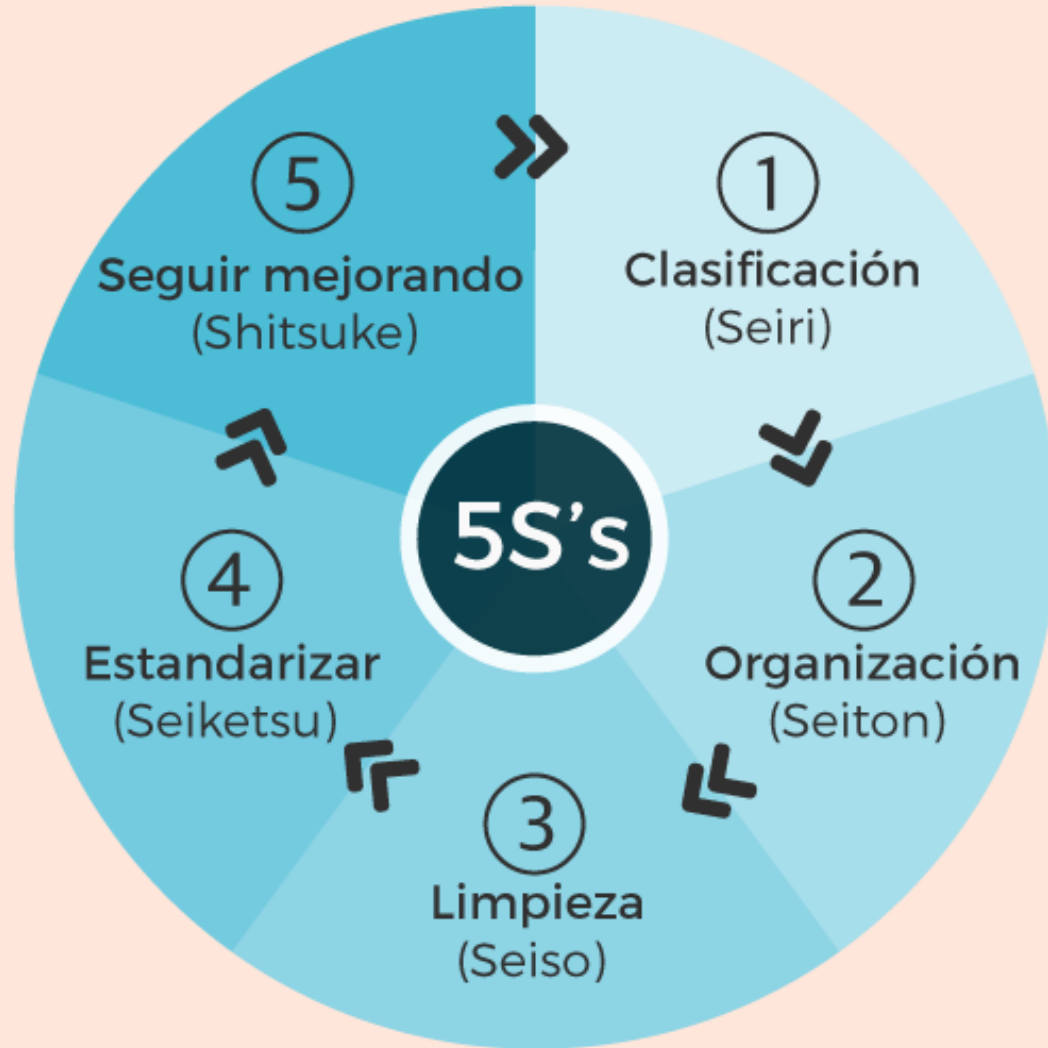 5S’s
1
Clasificación
(Seiri)
2
Organización
(Seiton)
3
Limpieza
(Seiso)
4
Estandarizar
(Seiketsu)
5
Seguir mejorando
(Shitsuke)